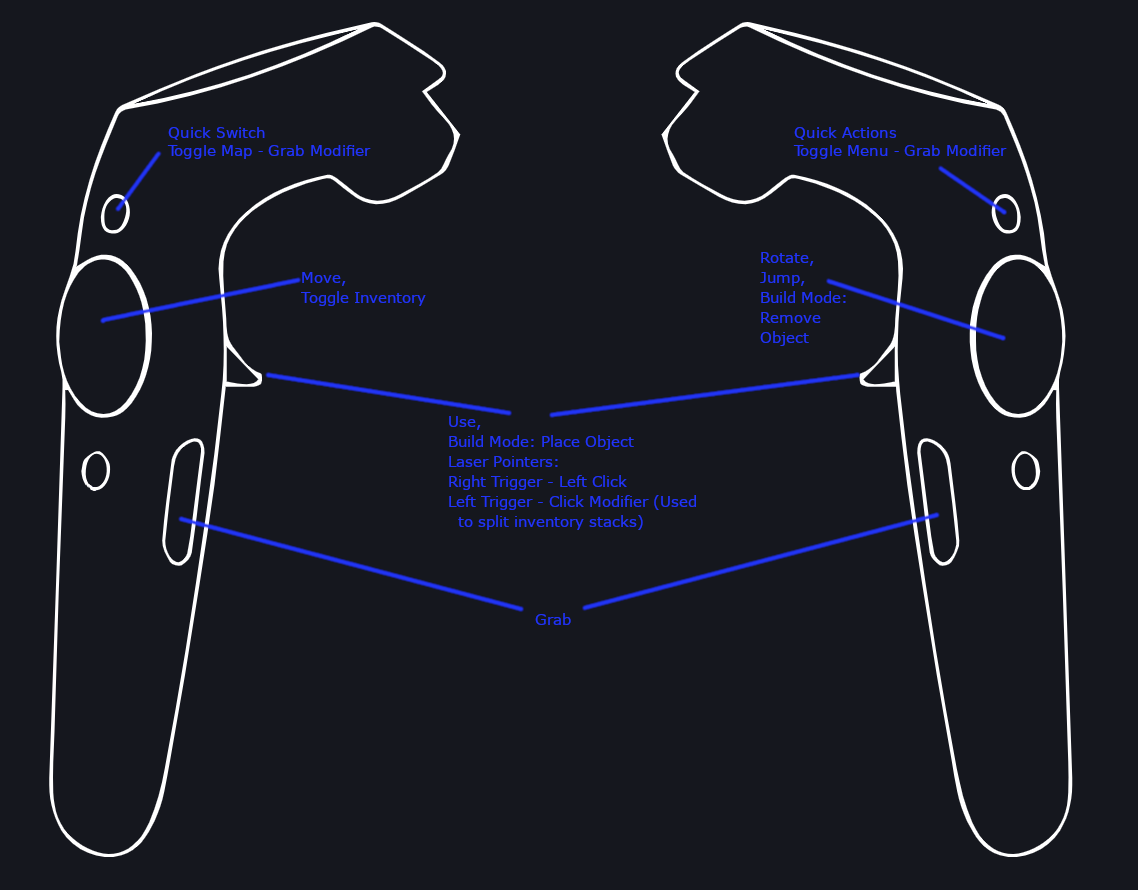 Quick Switch
Toggle Map - Grab Modifier
Quick Actions
Toggle Menu - Grab Modifier
Move,
Toggle Inventory
Rotate,
Jump,
Build Mode:
Remove
Object
Use,
Build Mode: Place Object
Laser Pointers:
Right Trigger - Left Click
Left Trigger - Click Modifier (Used
to split inventory stacks)
Grab